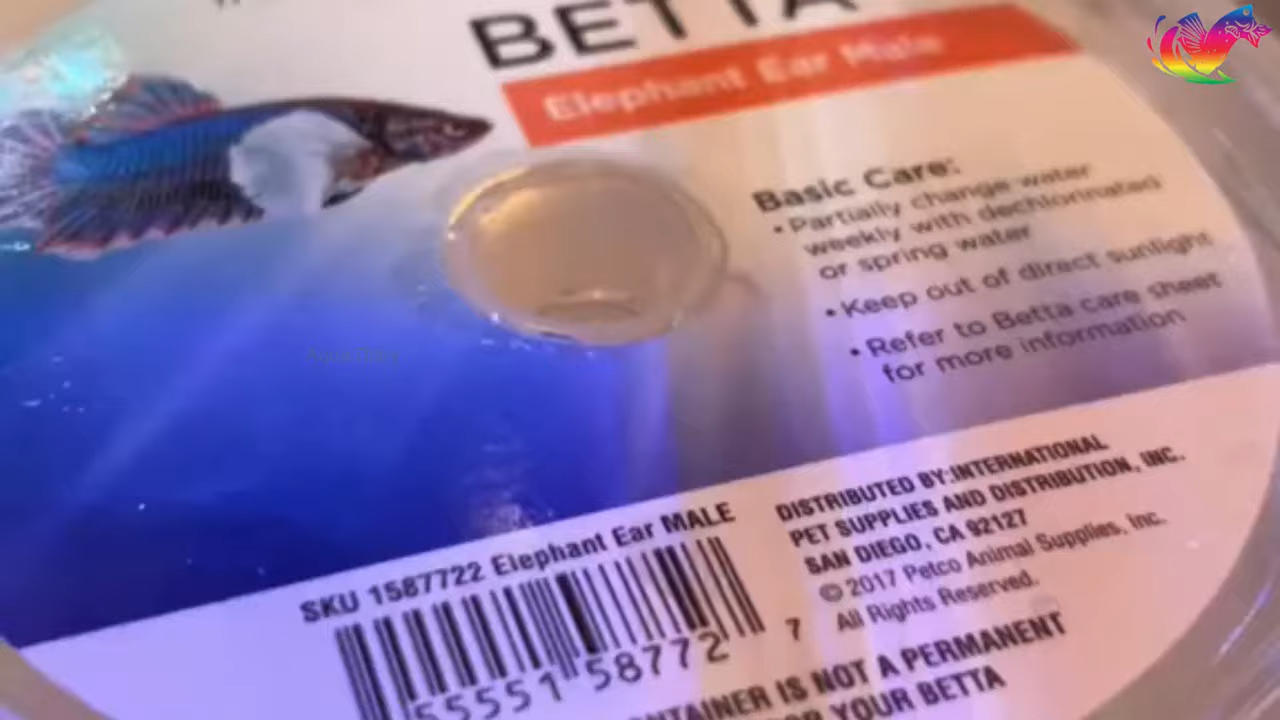 BETTA
Elephant Ear Male
Basic Care:
• Partially change water
weekly with dechlorinated
or spring water
• Keep out of direct sunlight
• Refer to Betta care sheet
for more information
SKU 1587722 Elephant Ear MALE
55551 58772 7
DISTRIBUTED BY:INTERNATIONAL
PET SUPPLIES AND DISTRIBUTION, INC.
SAN DIEGO, CA 92127
© 2017 Petco Animal Supplies, Inc.
All Rights Reserved.
IS NOT A PERMANENT
YOUR BETTA